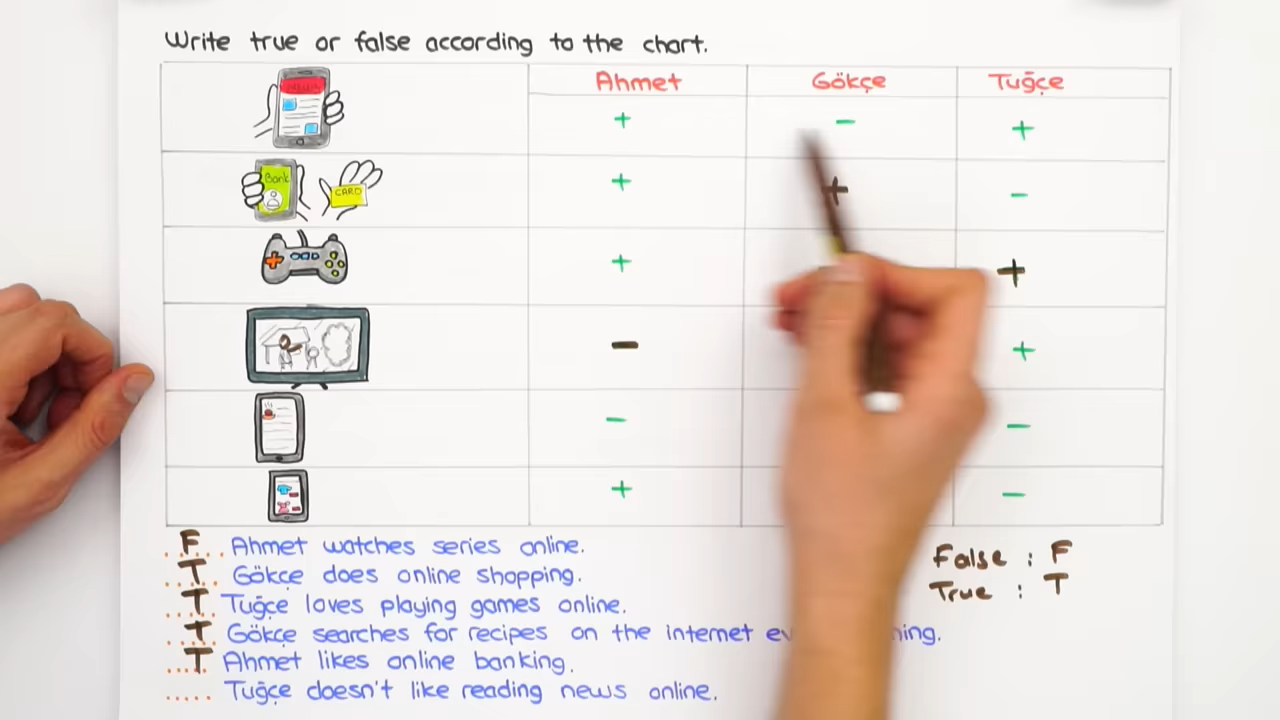 Write true or false according to the chart.
Ahmet Gökçe Tuğçe
+ - +
Bank CARD + + -
+ +
- +
- -
+ -
F Ahmet watches series online.
T Gökçe does online shopping.
T Tuğçe loves playing games online.
T Gökçe searches for recipes on the internet
T Ahmet likes online banking.
..... Tuğçe doesn't like reading news online.
False : F
True : T